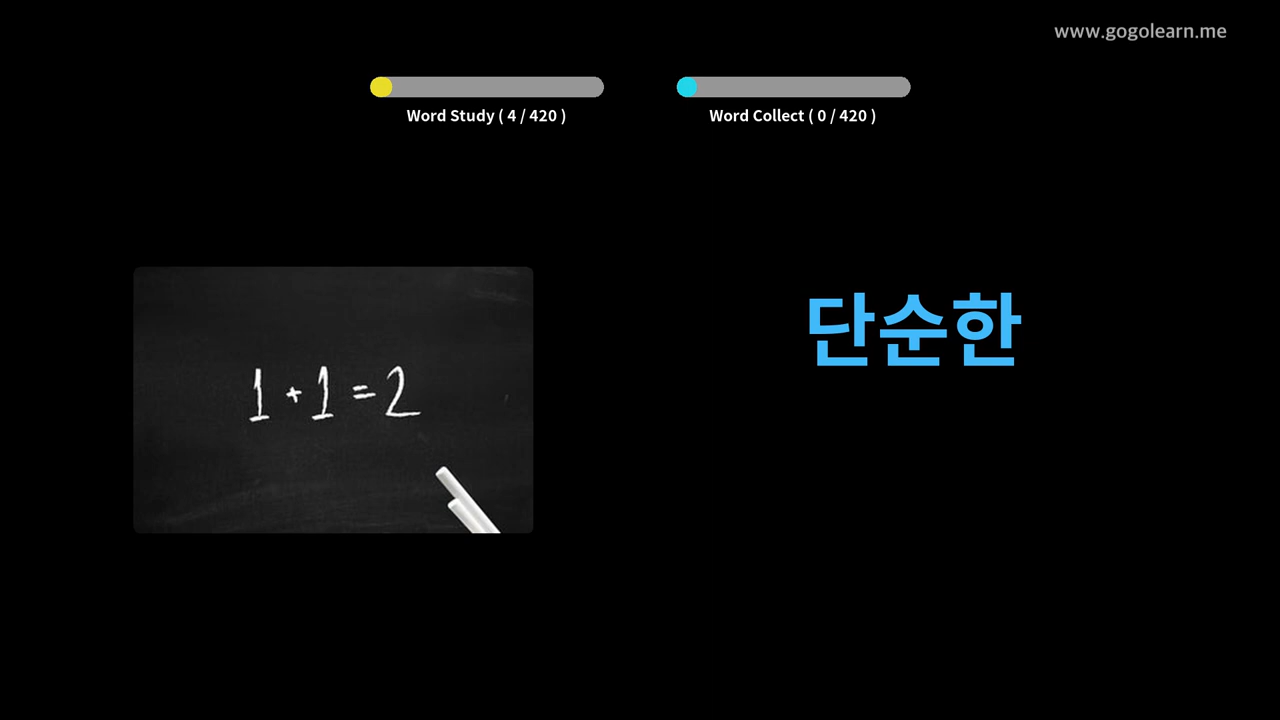 www.gogolearn.me
Word Study ( 4 / 420 )
Word Collect ( 0 / 420 )
단순한
1 + 1 = 2